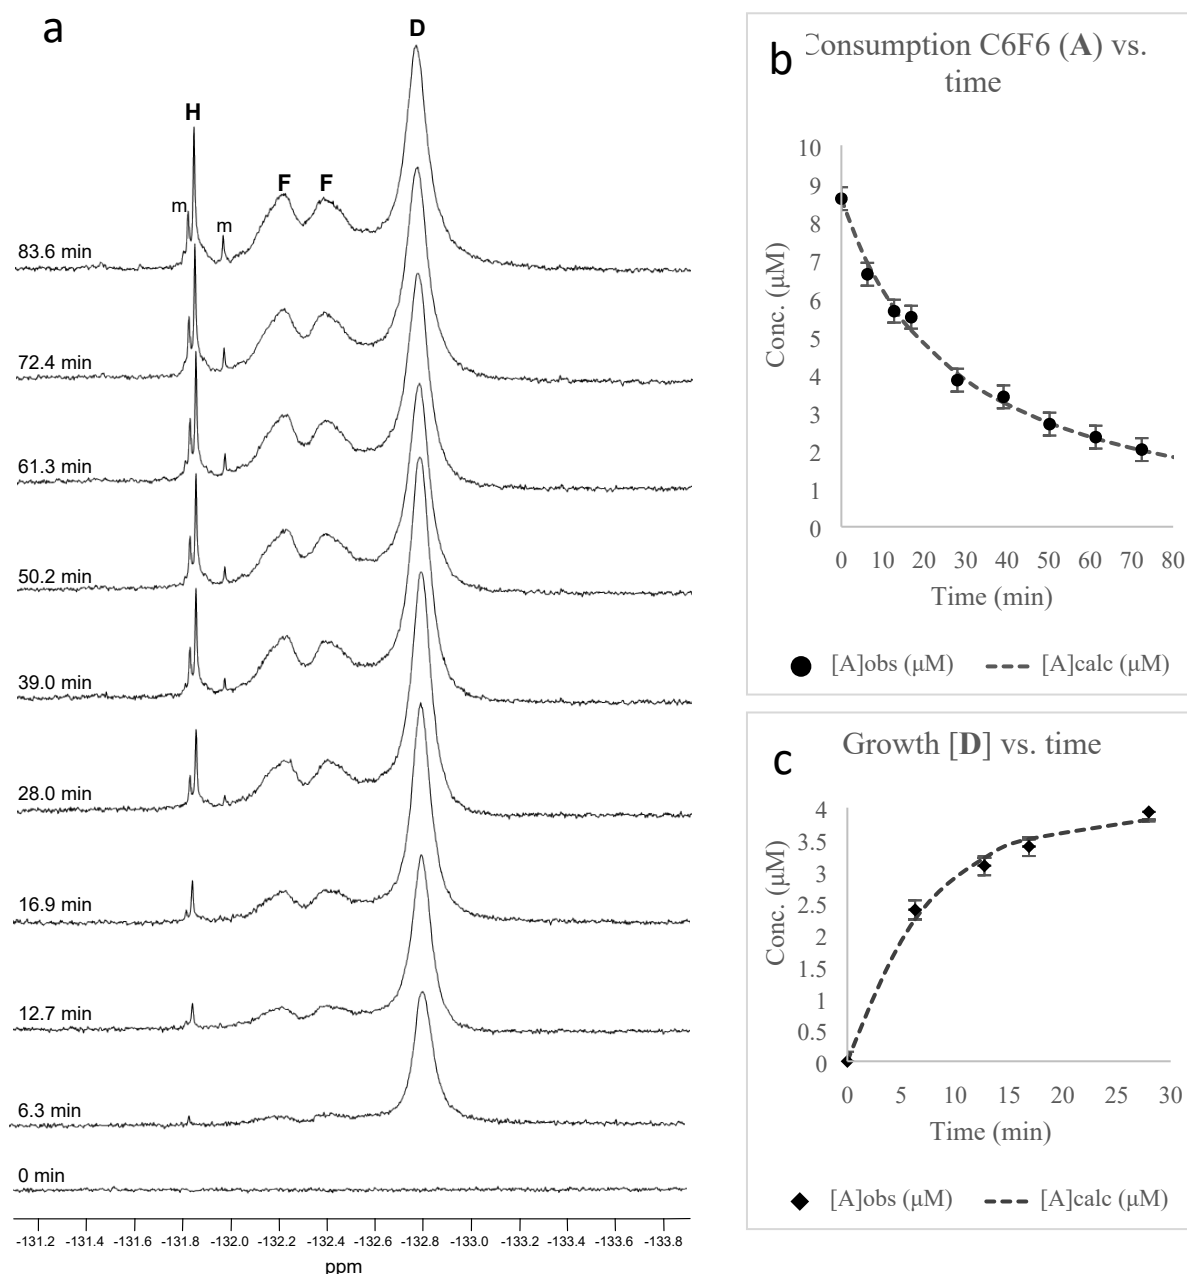 a
D
H
F F
m
m
83.6 min
72.4 min
61.3 min
50.2 min
39.0 min
28.0 min
16.9 min
12.7 min
6.3 min
0 min
-131.2 -131.4 -131.6 -131.8 -132.0 -132.2 -132.4 -132.6 -132.8 -133.0 -133.2 -133.4 -133.6 -133.8
ppm
b
Consumption C6F6 (A) vs.
time
10
9
8
7
6
5
4
3
2
1
0
Conc. (μM)
0 10 20 30 40 50 60 70 80
Time (min)
[A]obs (μM) [A]calc (μM)
c
Growth [D] vs. time
4
3.5
3
2.5
2
1.5
1
0.5
0
Conc. (μM)
0 5 10 15 20 25 30
Time (min)
[A]obs (μM) [A]calc (μM)